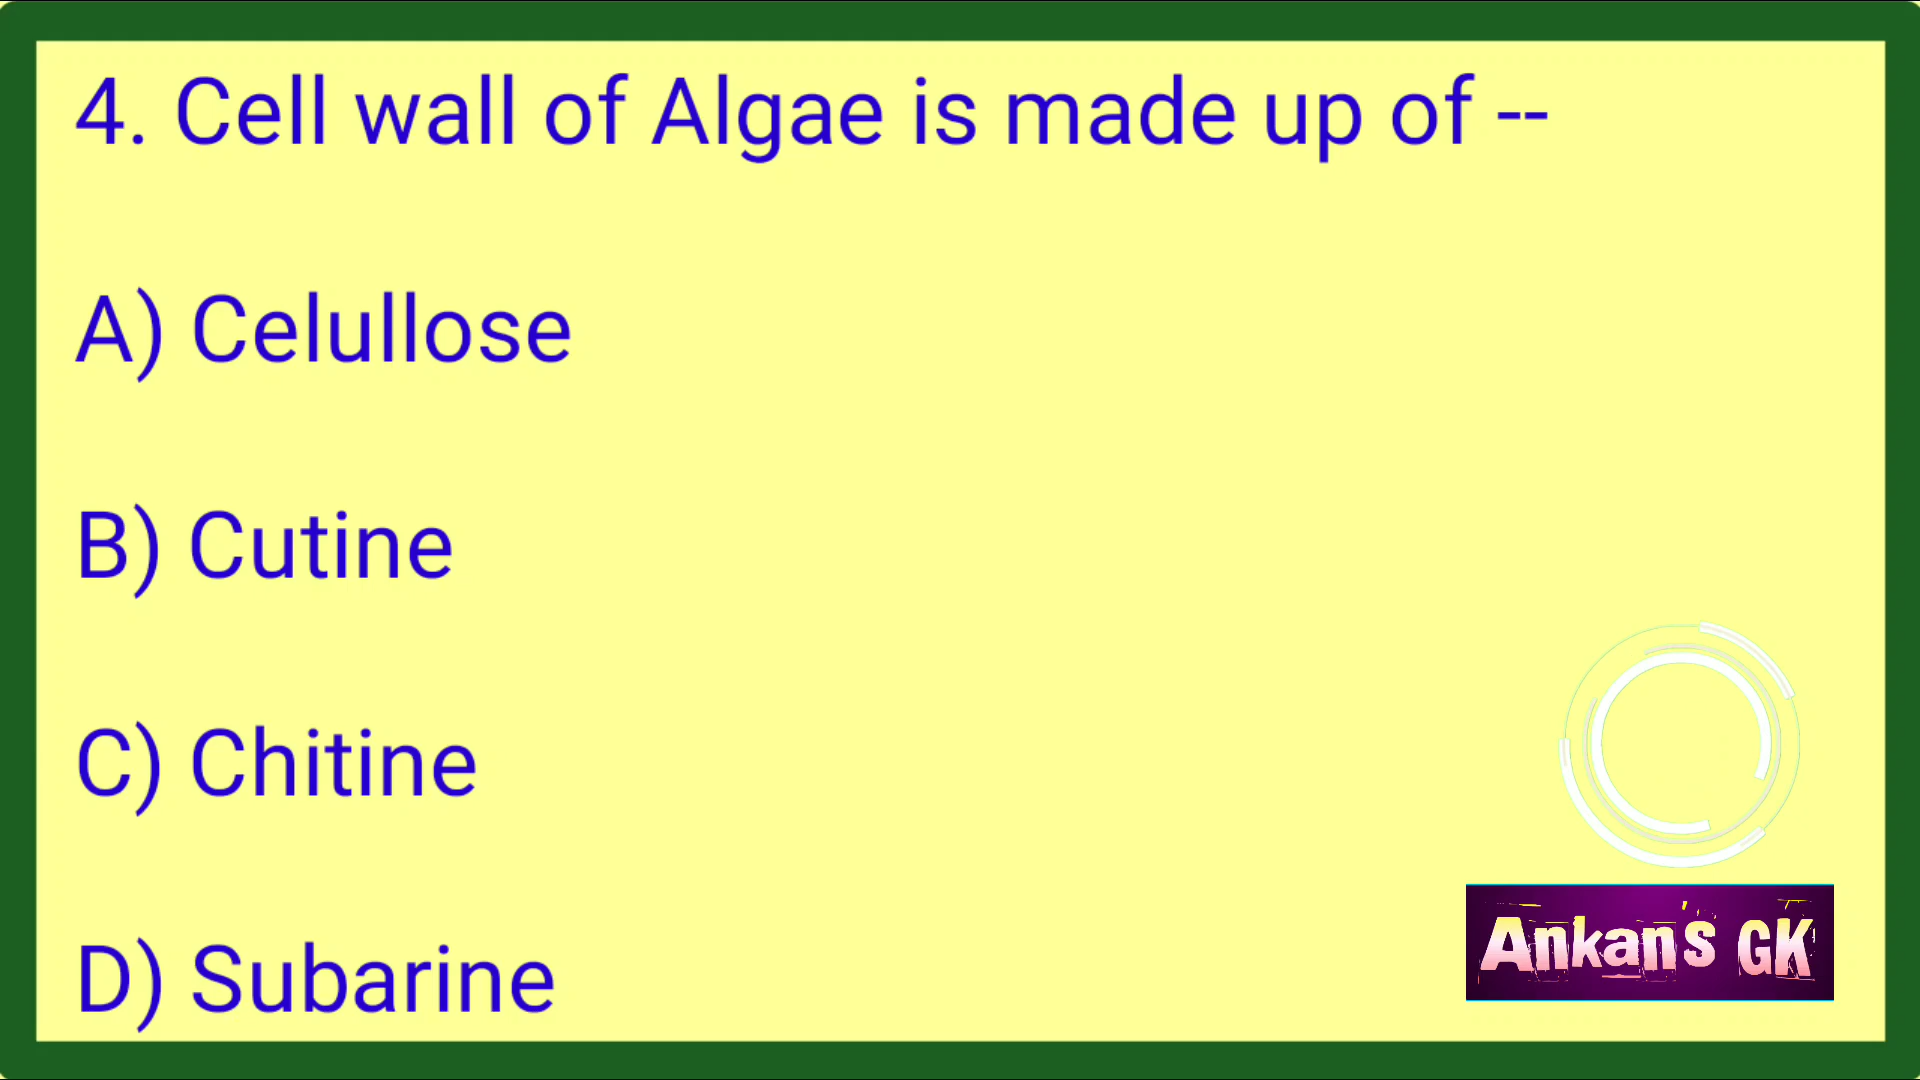 4. Cell wall of Algae is made up of --
A) Celullose
B) Cutine
C) Chitine
D) Subarine
Ankan's GK